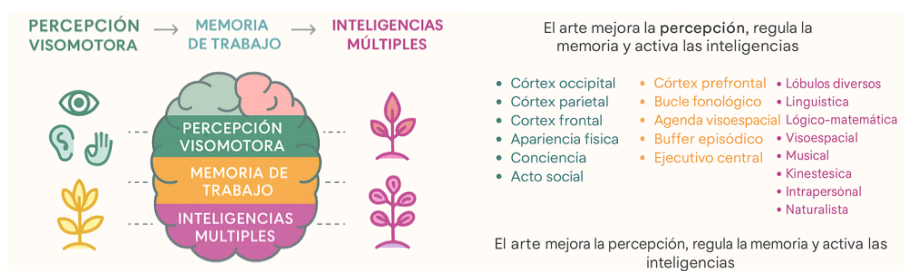 PERCEPCIÓN
VISOMOTORA
MEMORIA
DE TRABAJO
INTELIGENCIAS
MÚLTIPLES
PERCEPCIÓN
VISOMOTORA
MEMORIA DE
TRABAJO
INTELIGENCIAS
MULTIPLES
El arte mejora la percepción, regula la
memoria y activa las inteligencias
• Córtex occipital
• Córtex parietal
• Cortex frontal
• Apariencia fisica
• Conciencia
• Acto social
• Córtex prefrontal
• Bucle fonológico
• Agenda visoespacial
• Buffer episódico
• Ejecutivo central
• Lóbulos diversos
• Linguistica
Lógico-matemática
• Visoespacial
• Musical
• Kinestesica
• Intrapersonal
• Naturalista
El arte mejora la percepción, regula la memoria y activa las
inteligencias